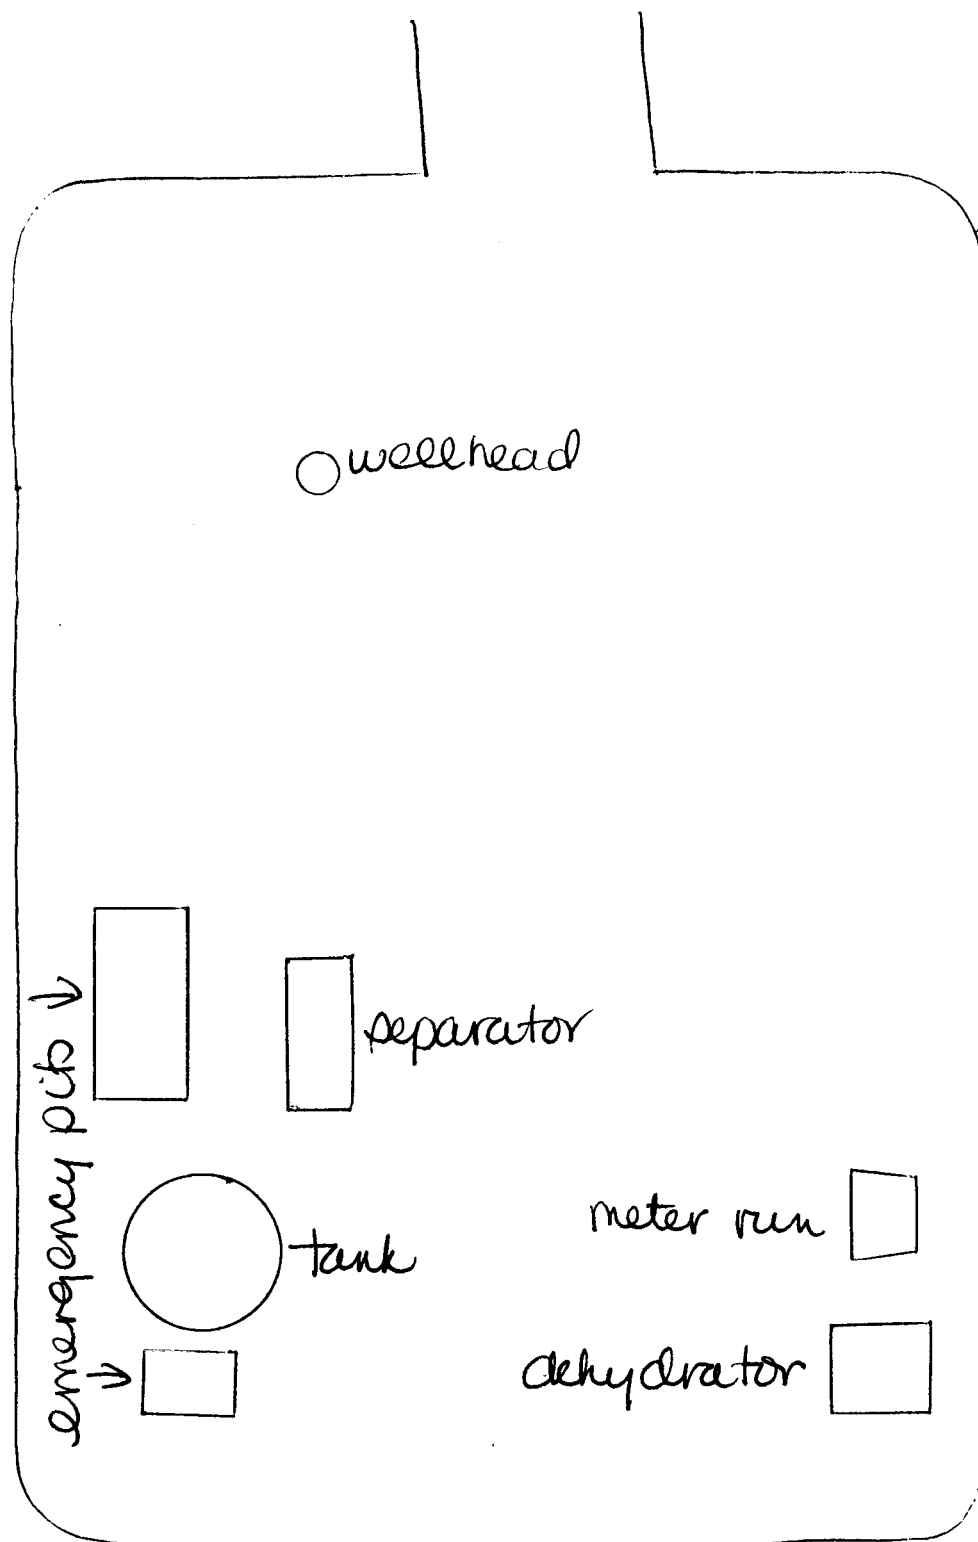 wellhead
separator
emergency pits
tank
meter run
dehydrator